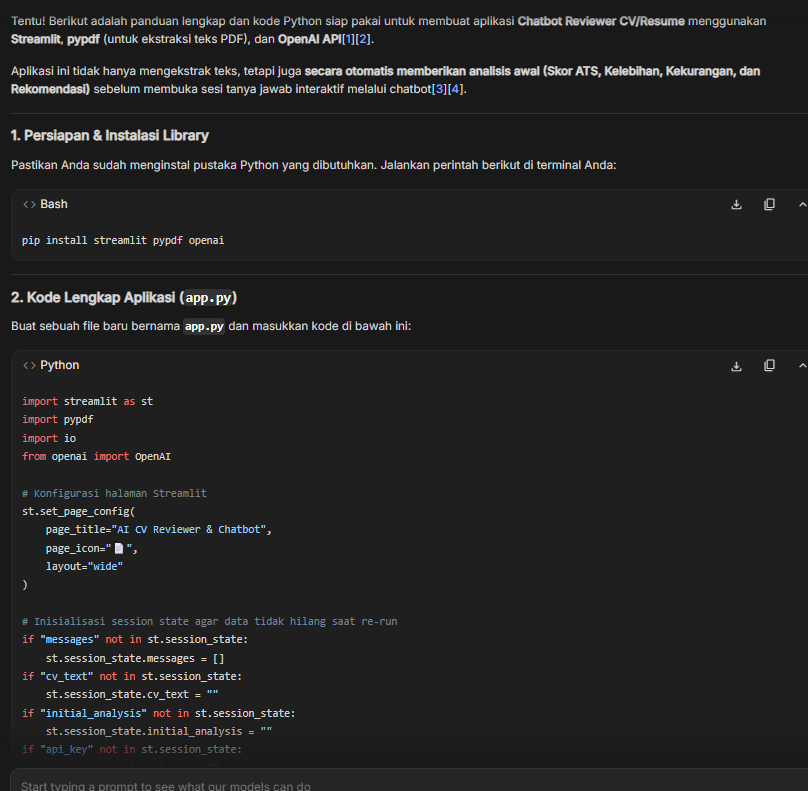 Tentu! Berikut adalah panduan lengkap dan kode Python siap pakai untuk membuat aplikasi Chatbot Reviewer CV/Resume menggunakan
Streamlit, pypdf (untuk ekstraksi teks PDF), dan OpenAI API[1][2].
Aplikasi ini tidak hanya mengekstrak teks, tetapi juga secara otomatis memberikan analisis awal (Skor ATS, Kelebihan, Kekurangan, dan
Rekomendasi) sebelum membuka sesi tanya jawab interaktif melalui chatbot[3][4].
1. Persiapan & Instalasi Library
Pastikan Anda sudah menginstal pustaka Python yang dibutuhkan. Jalankan perintah berikut di terminal Anda:
<> Bash
pip install streamlit pypdf openai
2. Kode Lengkap Aplikasi (app.py)
Buat sebuah file baru bernama app.py dan masukkan kode di bawah ini:
<> Python
import streamlit as st
import pypdf
import io
from openai import OpenAI
# Konfigurasi halaman Streamlit
st.set_page_config(
    page_title="AI CV Reviewer & Chatbot",
    page_icon="📄",
    layout="wide"
)
# Inisialisasi session state agar data tidak hilang saat re-run
if "messages" not in st.session_state:
    st.session_state.messages = []
if "cv_text" not in st.session_state:
    st.session_state.cv_text = ""
if "initial_analysis" not in st.session_state:
    st.session_state.initial_analysis = ""
if "api_key" not in st.session_state:
Start typing a prompt to see what our models can do